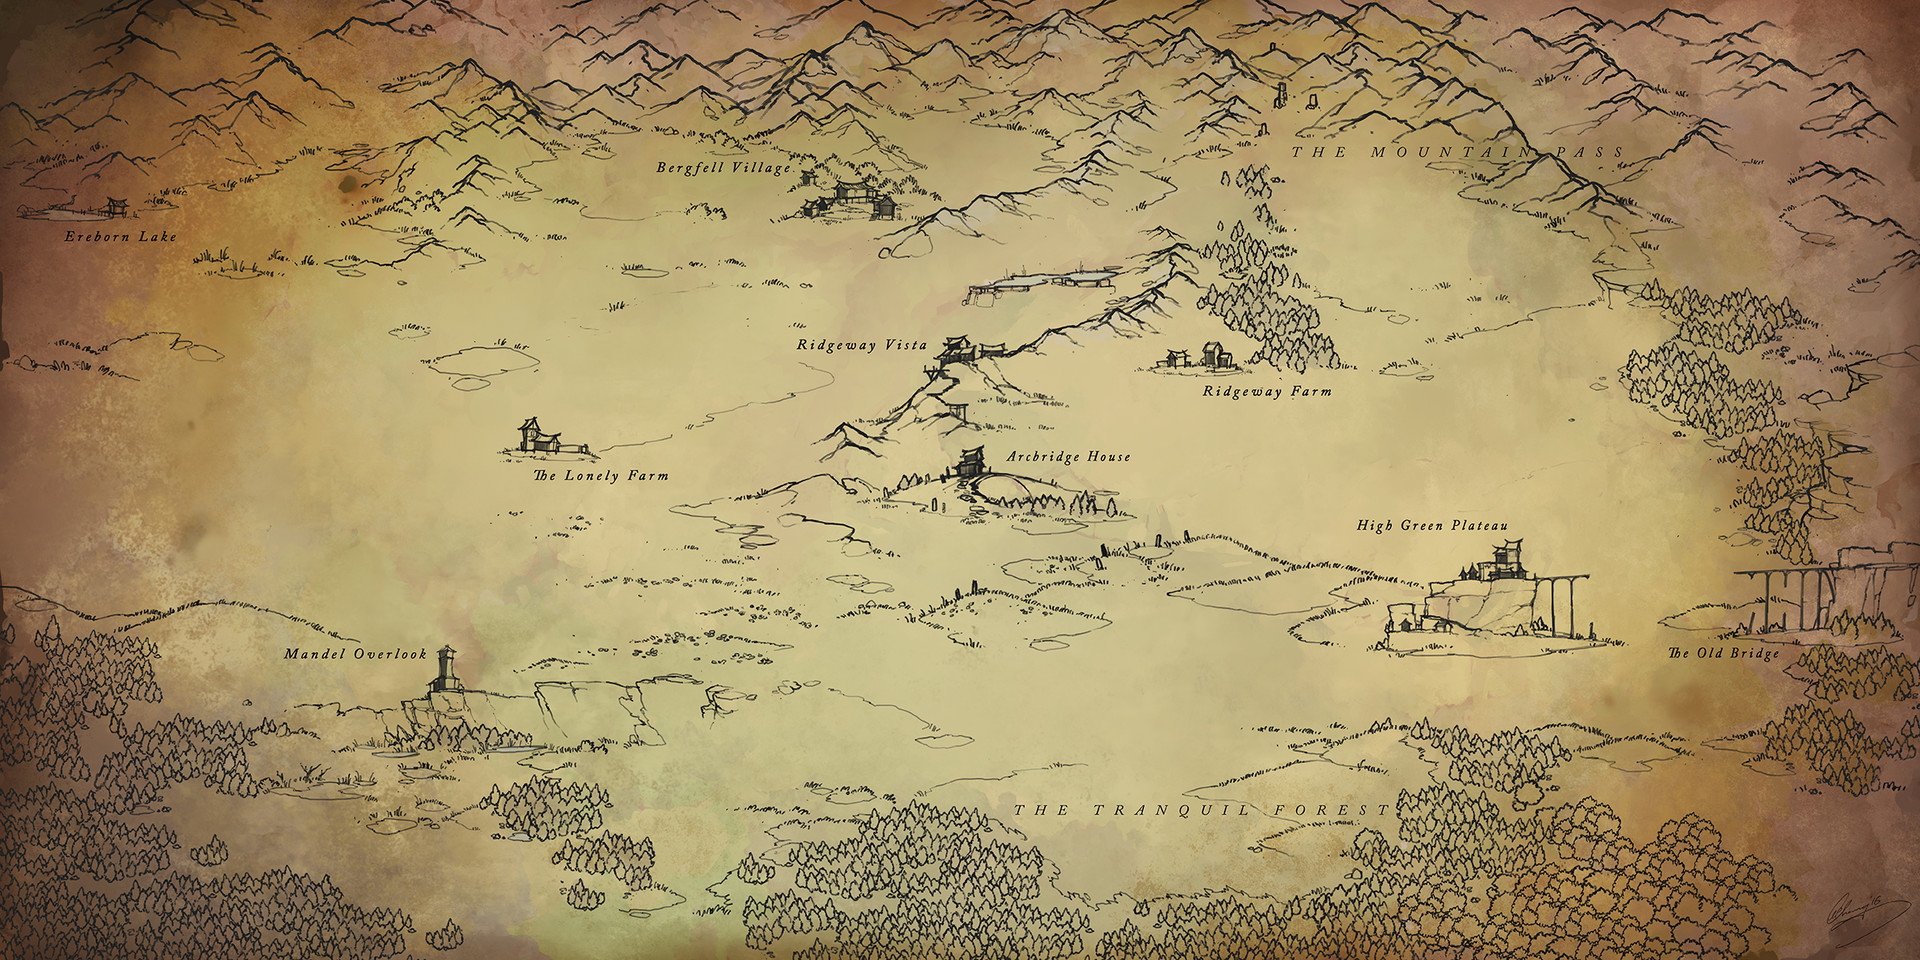 THE MOUNTAIN PASS
Bergfell Village
Ereborn Lake
Ridgeway Vista
Ridgeway Farm
Arcbridge House
The Lonely Farm
High Green Plateau
Mandel Overlook
The Old Bridge
THE TRANQUIL FOREST